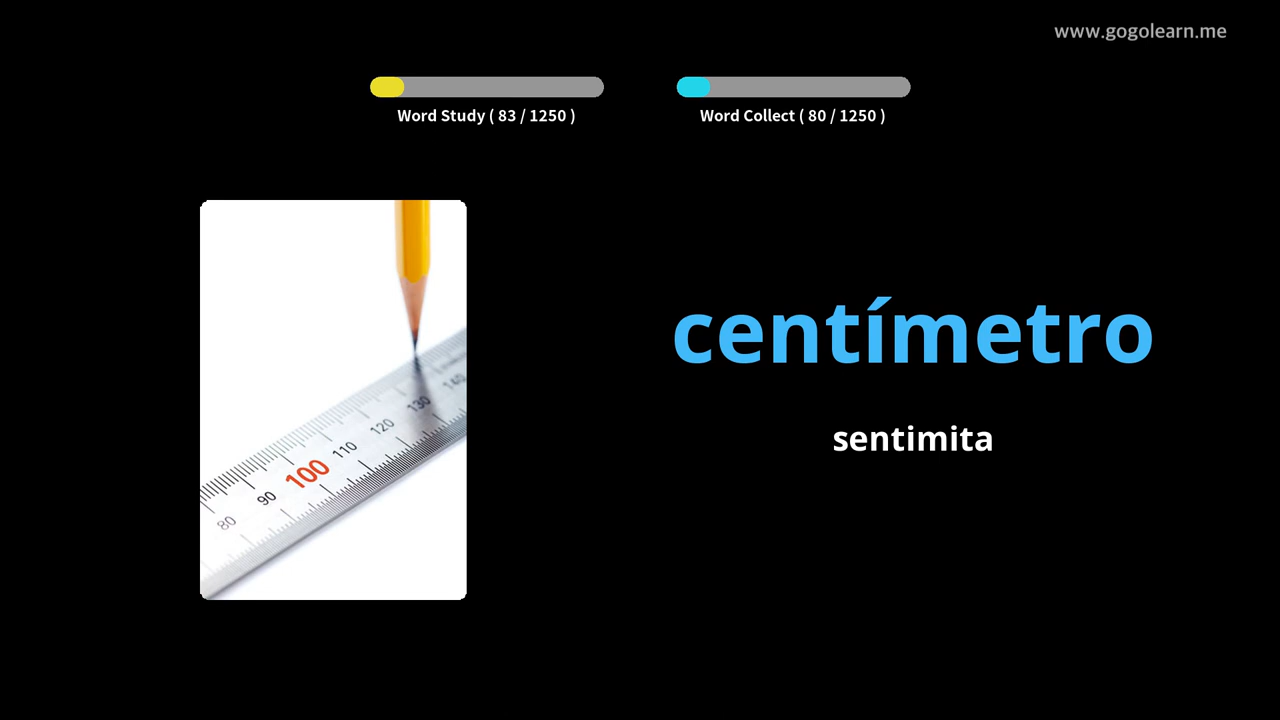 www.gogolearn.me
Word Study ( 83 / 1250 )
Word Collect ( 80 / 1250 )
centímetro
sentimita
80
90
100
110
120
130
140